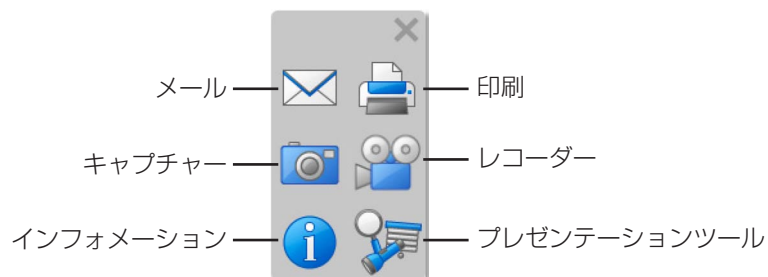 メール
印刷
キャプチャー
レコーダー
インフォメーション
プレゼンテーションツール